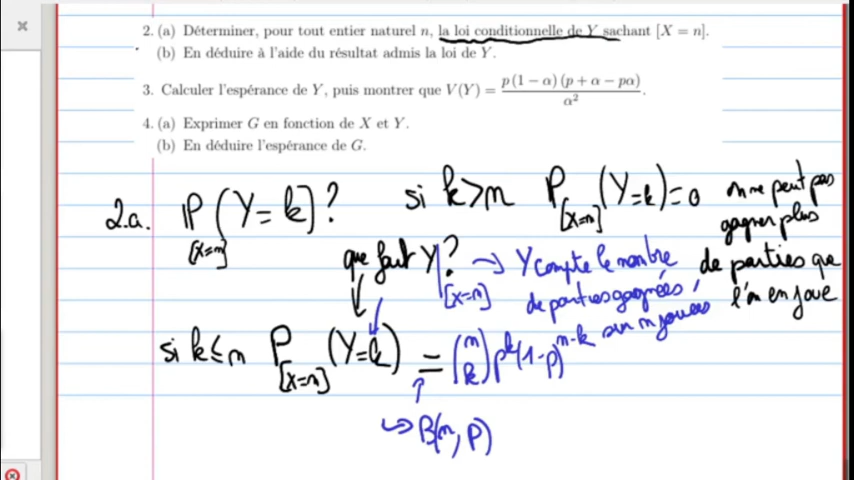 2. (a) Déterminer, pour tout entier naturel n, la loi conditionnelle de Y sachant [X = n].
(b) En déduire à l'aide du résultat admis la loi de Y.
3. Calculer l'espérance de Y, puis montrer que V(Y) = p(1 − α)(p + α − pα) / α².
4. (a) Exprimer G en fonction de X et Y.
(b) En déduire l'espérance de G.
2.a. P[X=n](Y=k)?
si k>n P[X=n](Y=k)=0
on ne peut pas
gagner plus
de parties que
l'on en joue
que fait Y[X=n]?
→ Y compte le nombre
de parties gagnées,
sur n jouées
si k≤n P[X=n](Y=k) = (n k) p^k (1-p)^{n-k}
↪ B(n, p)